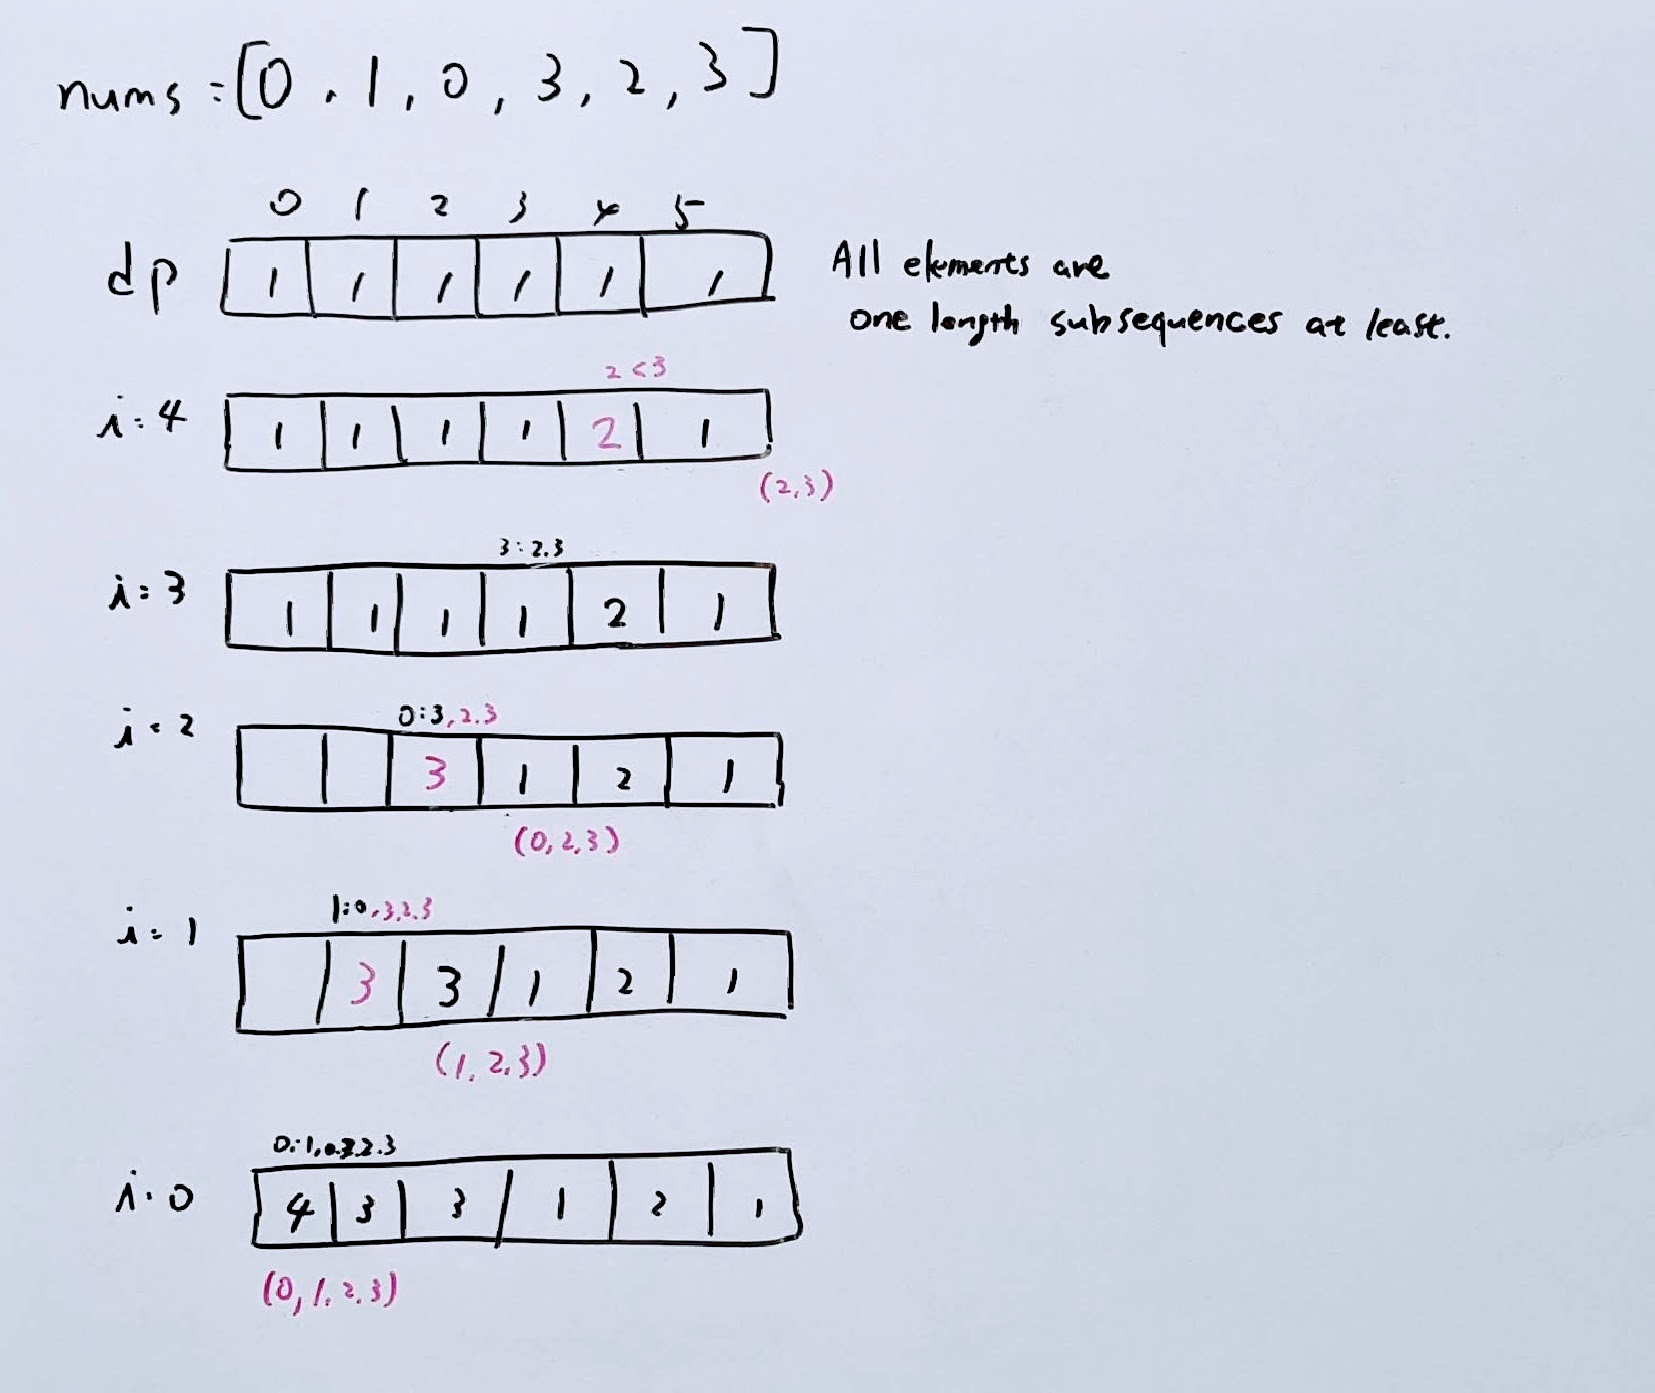 nums = [0, 1, 0, 3, 2, 3]
0 1 2 3 4 5
dp 1 1 1 1 1 1
All elements are
one length subsequences at least.
2 < 3
i = 4 1 1 1 1 2 1
(2, 3)
3 : 2.3
i = 3 1 1 1 1 2 1
0 : 3, 2.3
i = 2 3 1 2 1
(0, 2, 3)
1 : 0, 3, 2.3
i = 1 3 3 1 2 1
(1, 2, 3)
0 : 1, 0.3.2.3
i = 0 4 3 3 1 2 1
(0, 1, 2, 3)